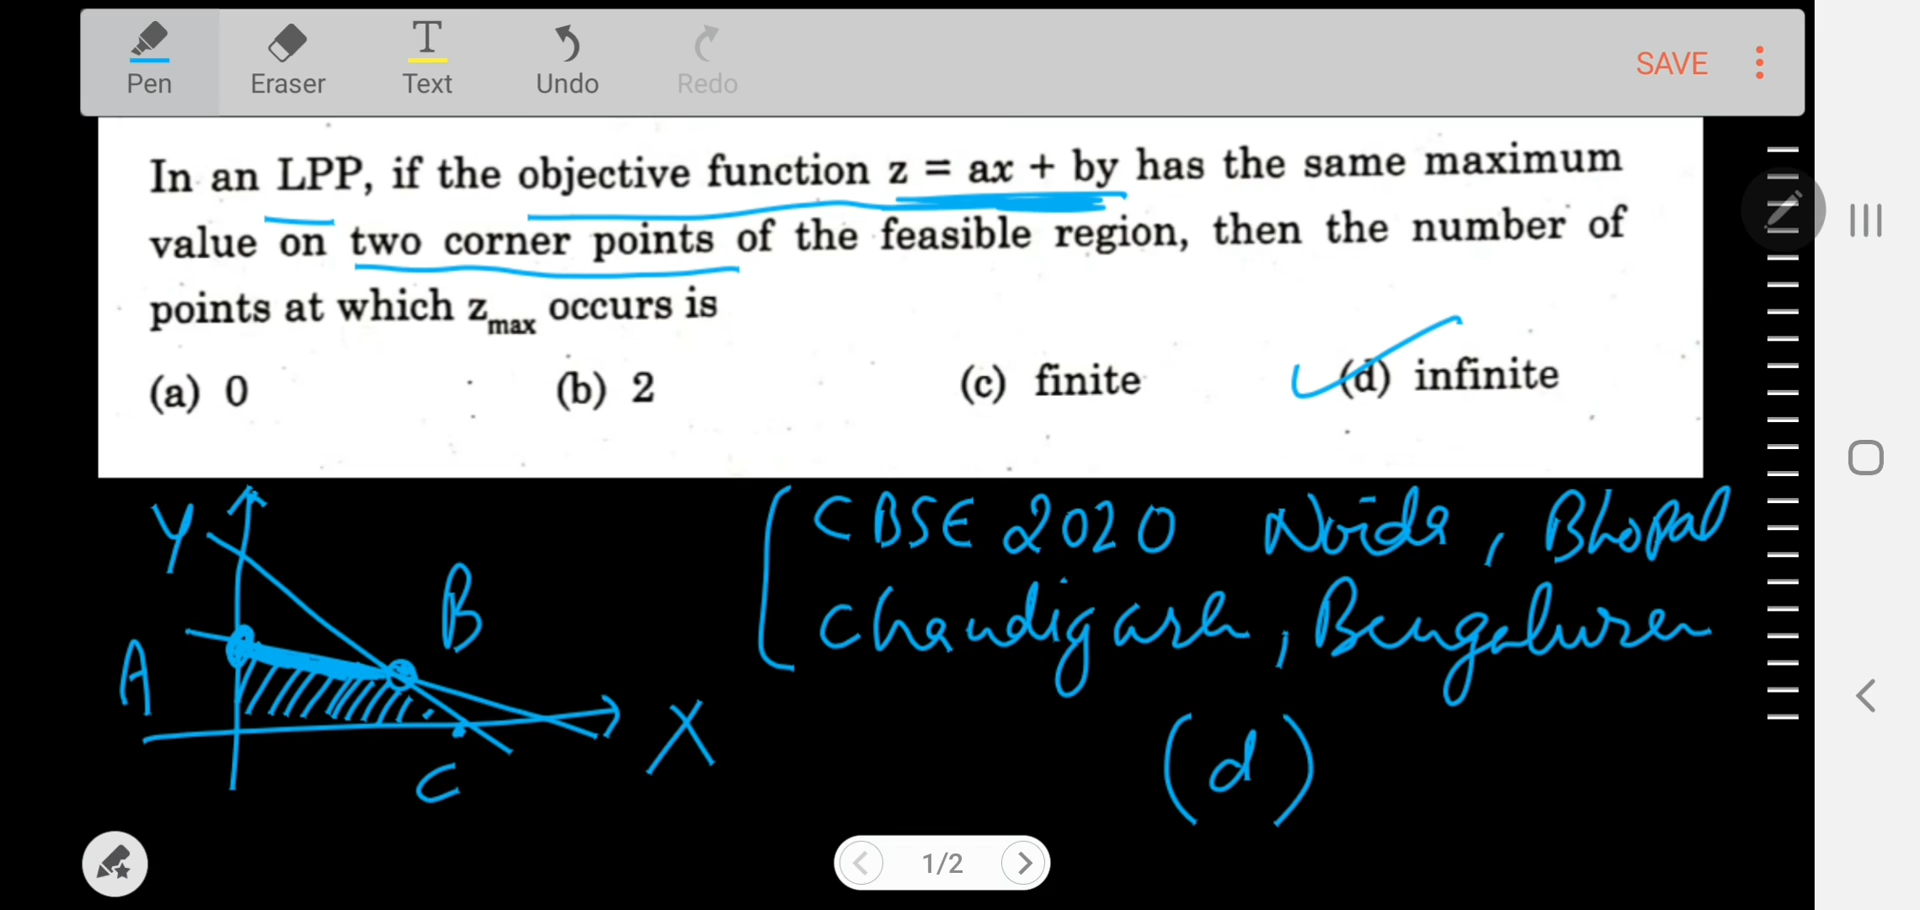 Pen Eraser Text Undo Redo SAVE
In an LPP, if the objective function z = ax + by has the same maximum
value on two corner points of the feasible region, then the number of
points at which z_max occurs is
(a) 0 (b) 2 (c) finite (d) infinite
Y
CBSE 2020 Noida, Bhopal
B
A
Chandigarh, Bengaluru
X
C
(d)
1/2